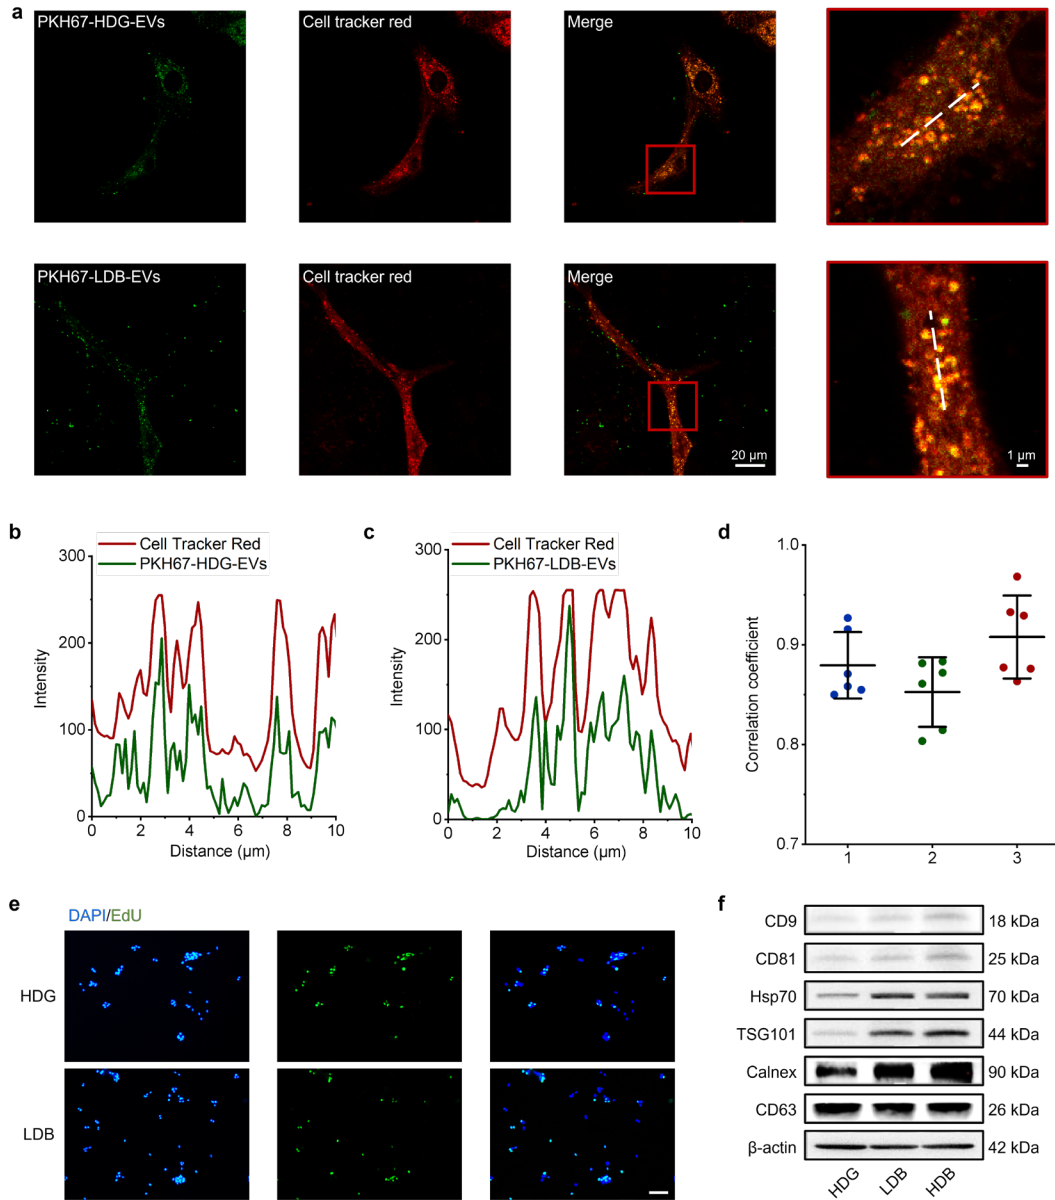 a
PKH67-HDG-EVs
Cell tracker red
Merge
PKH67-LDB-EVs
Cell tracker red
Merge
20 μm
1 μm
b
Cell Tracker Red
PKH67-HDG-EVs
300
200
100
0
Intensity
0 2 4 6 8 10
Distance (μm)
c
Cell Tracker Red
PKH67-LDB-EVs
300
200
100
0
Intensity
0 2 4 6 8 10
Distance (μm)
d
1.0
0.9
0.8
0.7
Correlation coefficient
1 2 3
e
DAPI/EdU
HDG
LDB
f
CD9 18 kDa
CD81 25 kDa
Hsp70 70 kDa
TSG101 44 kDa
Calnex 90 kDa
CD63 26 kDa
β-actin 42 kDa
HDG LDB HDB